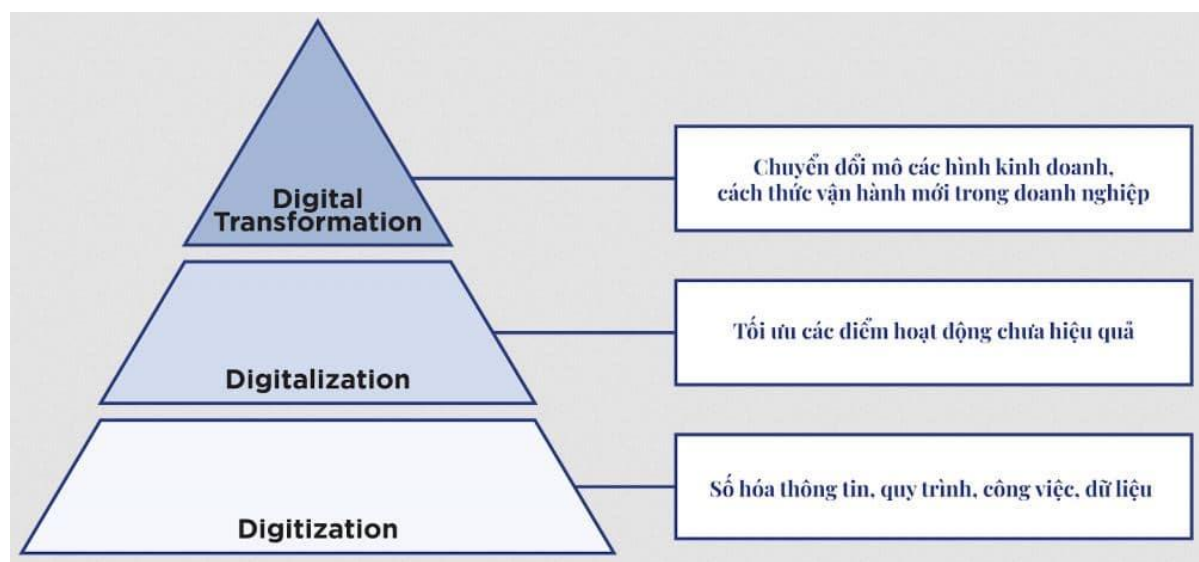 Digital
Transformation
Chuyển đổi mô các hình kinh doanh,
cách thức vận hành mới trong doanh nghiệp
Digitalization
Tối ưu các điểm hoạt động chưa hiệu quả
Digitization
Số hóa thông tin, quy trình, công việc, dữ liệu